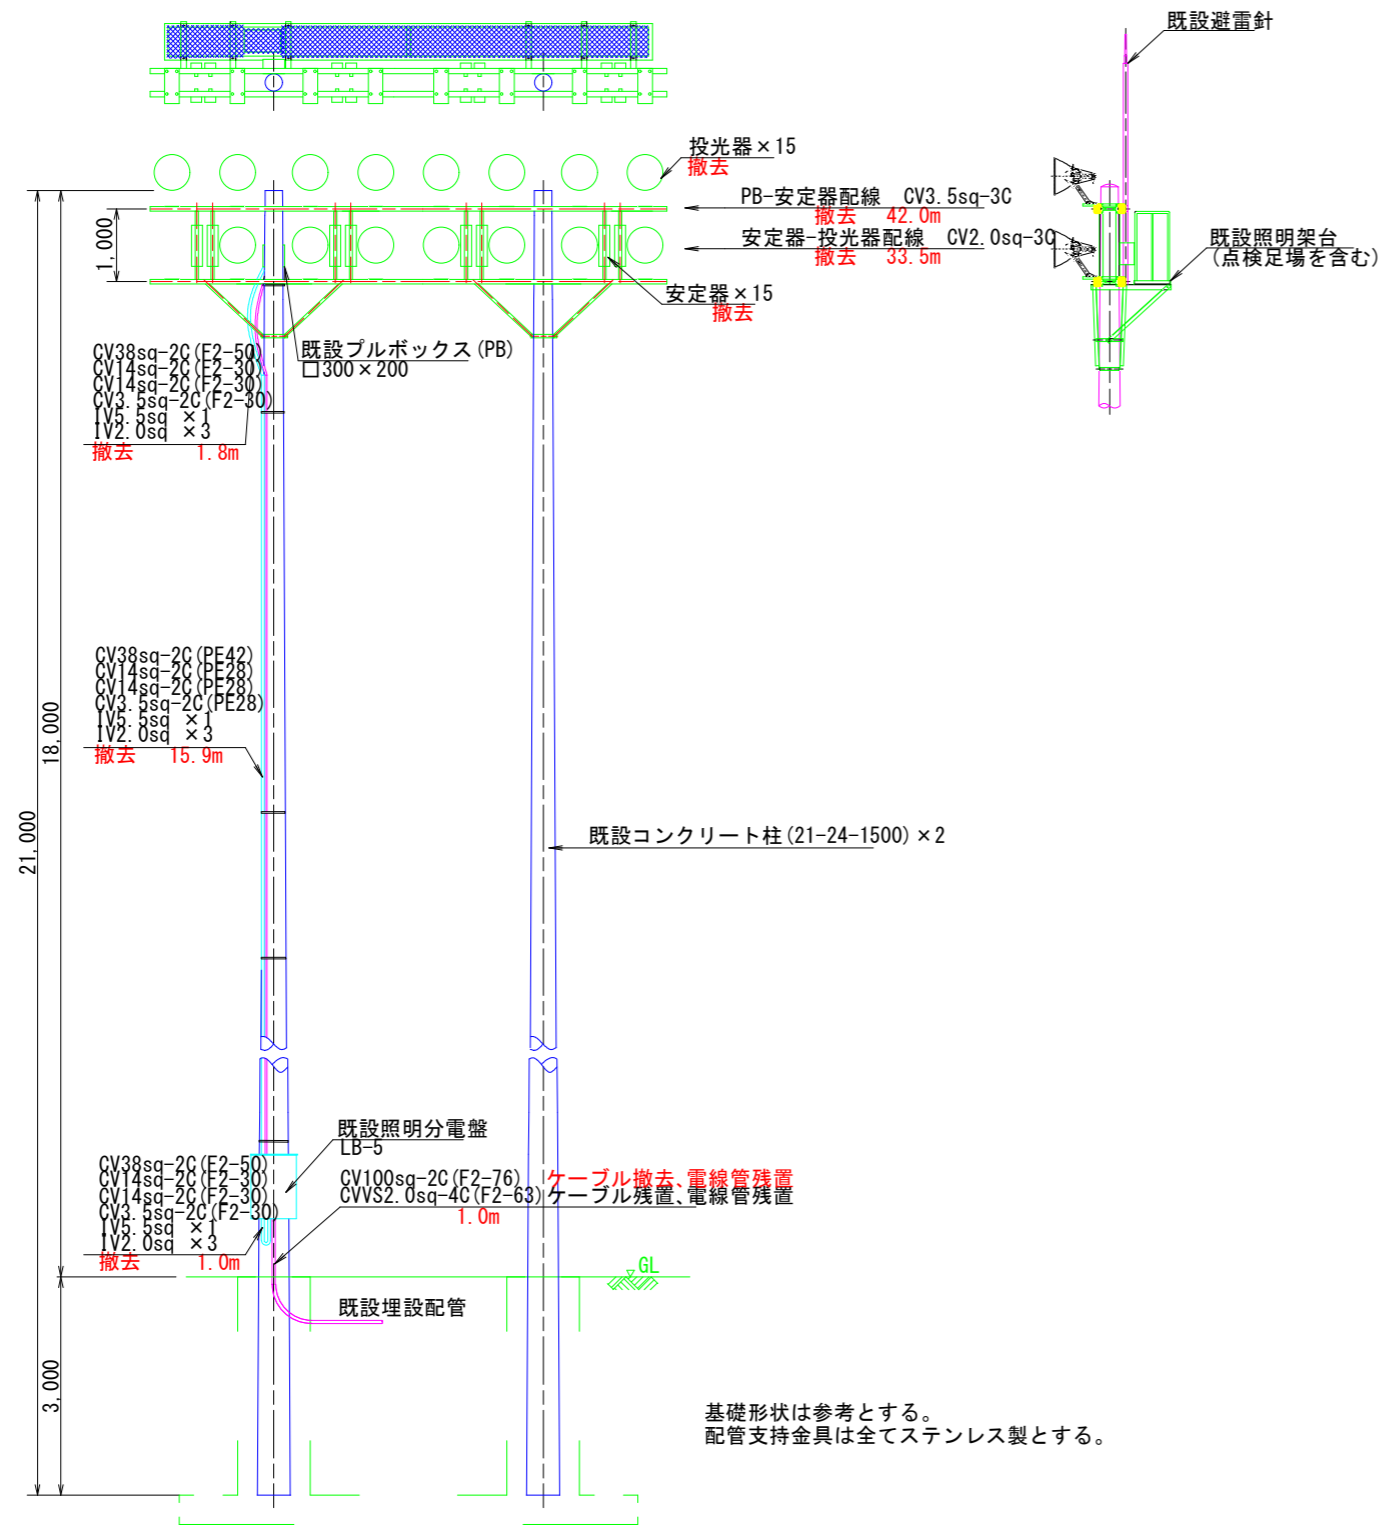 既設避雷針
投光器×15
撤去
PB-安定器配線 CV3.5sq-3C
撤去 42.0m
安定器-投光器配線 CV2.0sq-3C
撤去 33.5m
既設照明架台
(点検足場を含む)
安定器×15
撤去
1,000
既設プルボックス(PB)
□300×200
CV38sq-2C(E2-50)
CV14sq-2C(E2-30)
CV14sq-2C(F2-30)
CV3.5sq-2C(F2-30)
IV5.5sq ×1
IV2.0sq ×3
撤去 1.8m
CV38sq-2C(PE42)
CV14sq-2C(PE28)
CV14sq-2C(PE28)
CV3.5sq-2C(PE28)
IV5.5sq ×1
IV2.0sq ×3
撤去 15.9m
18,000
21,000
既設コンクリート柱(21-24-1500)×2
既設照明分電盤
LB-5
CV38sq-2C(E2-50)
CV14sq-2C(E2-30)
CV14sq-2C(F2-30)
CV3.5sq-2C(F2-30)
IV5.5sq ×1
IV2.0sq ×3
撤去 1.0m
CV100sq-2C(F2-76) ケーブル撤去、電線管残置
CVVS2.0sq-4C(F2-63)ケーブル残置、電線管残置
1.0m
GL
既設埋設配管
3,000
基礎形状は参考とする。
配管支持金具は全てステンレス製とする。